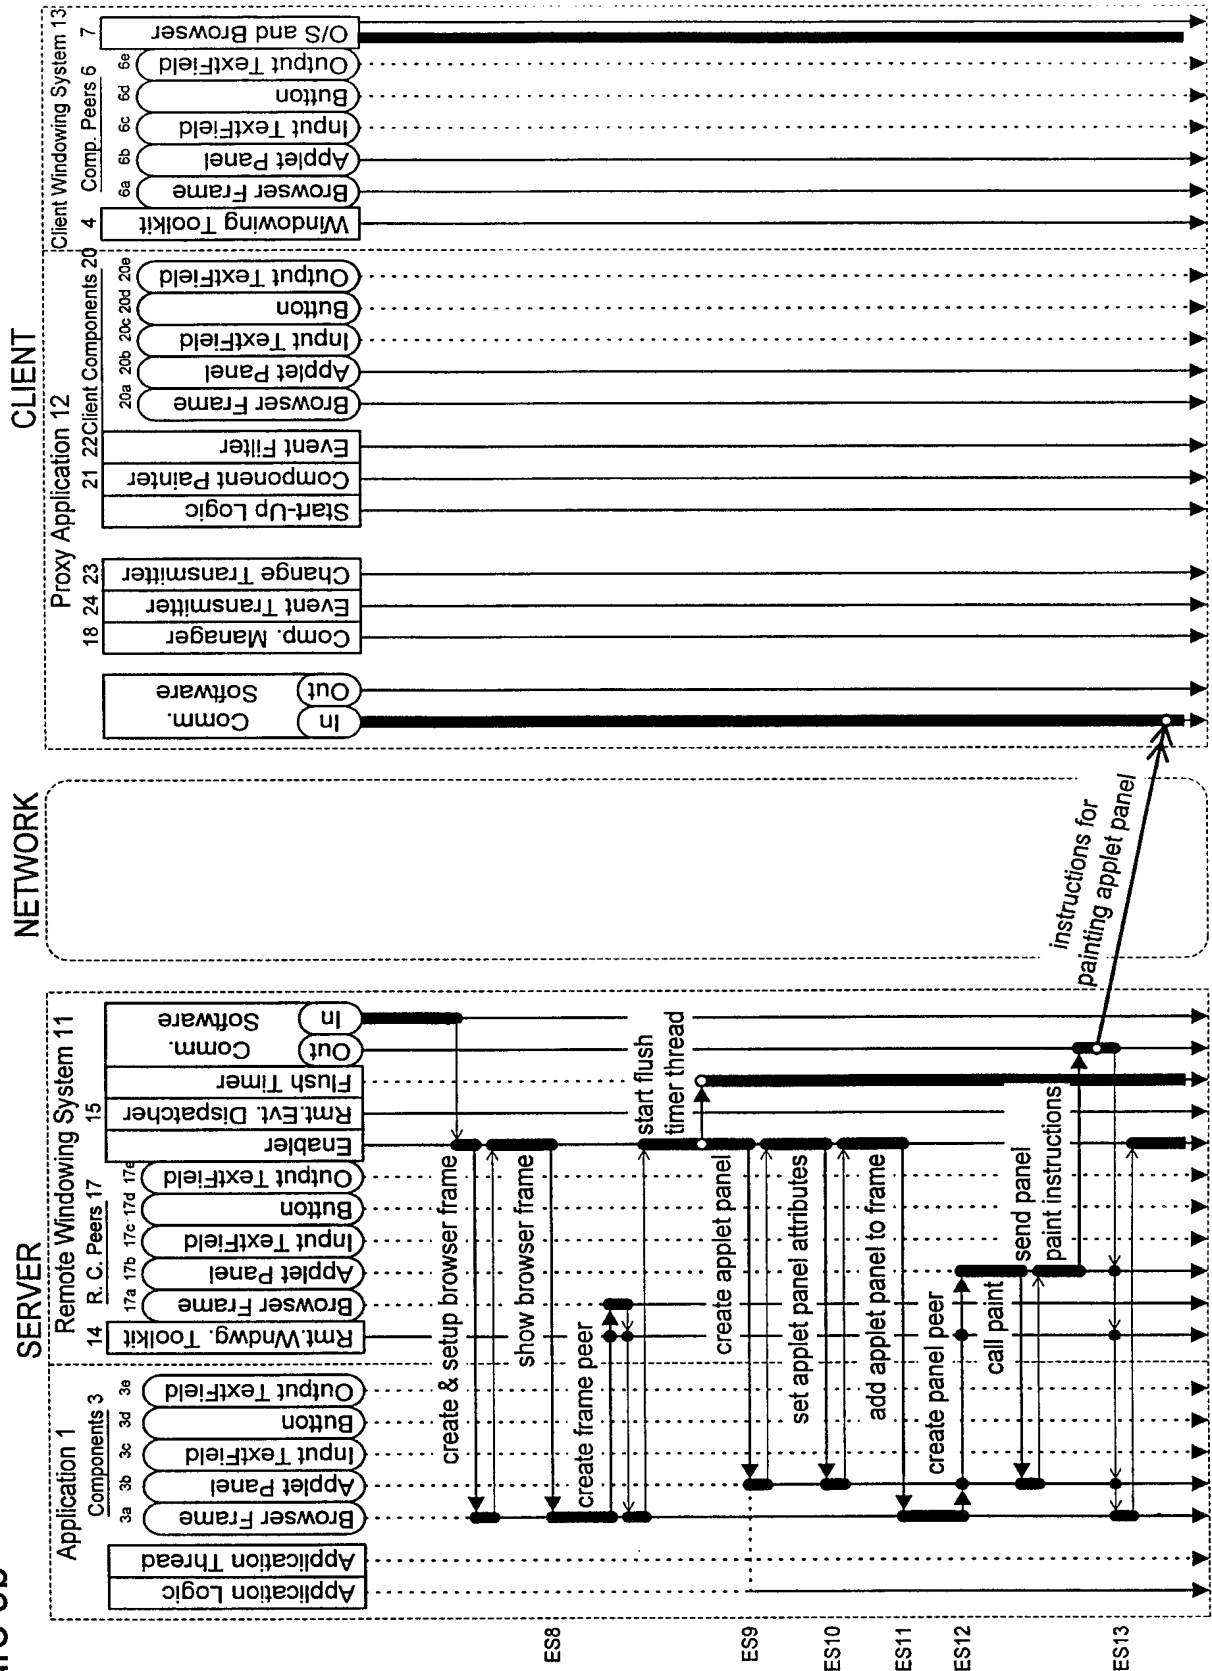 SERVER
NETWORK
CLIENT
Application 1
Components 3
3a 3b 3c 3d 3e
Application Logic
Application Thread
Browser Frame
Applet Panel
Input TextField
Button
Output TextField
Remote Windowing System 11
14
R. C. Peers 17
17a 17b 17c 17d 17e
15
Rmt.Wndwg. Toolkit
Browser Frame
Applet Panel
Input TextField
Button
Output TextField
Enabler
Rmt.Evt. Dispatcher
Flush Timer
Comm. Software
Out
In
Proxy Application 12
Comm. Software
In
Out
18 24 23
Comp. Manager
Event Transmitter
Change Transmitter
Start-Up Logic
21 22
Component Painter
Event Filter
Client Components 20
20a 20b 20c 20d 20e
Browser Frame
Applet Panel
Input TextField
Button
Output TextField
Client Windowing System 13
4
Comp. Peers 6
7
6a 6b 6c 6d 6e
Windowing Toolkit
Browser Frame
Applet Panel
Input TextField
Button
Output TextField
O/S and Browser
create & setup browser frame
ES8
show browser frame
create frame peer
start flush
timer thread
ES9
create applet panel
ES10
set applet panel attributes
ES11
add applet panel to frame
ES12
create panel peer
call paint
send panel
paint instructions
instructions for
painting applet panel
ES13